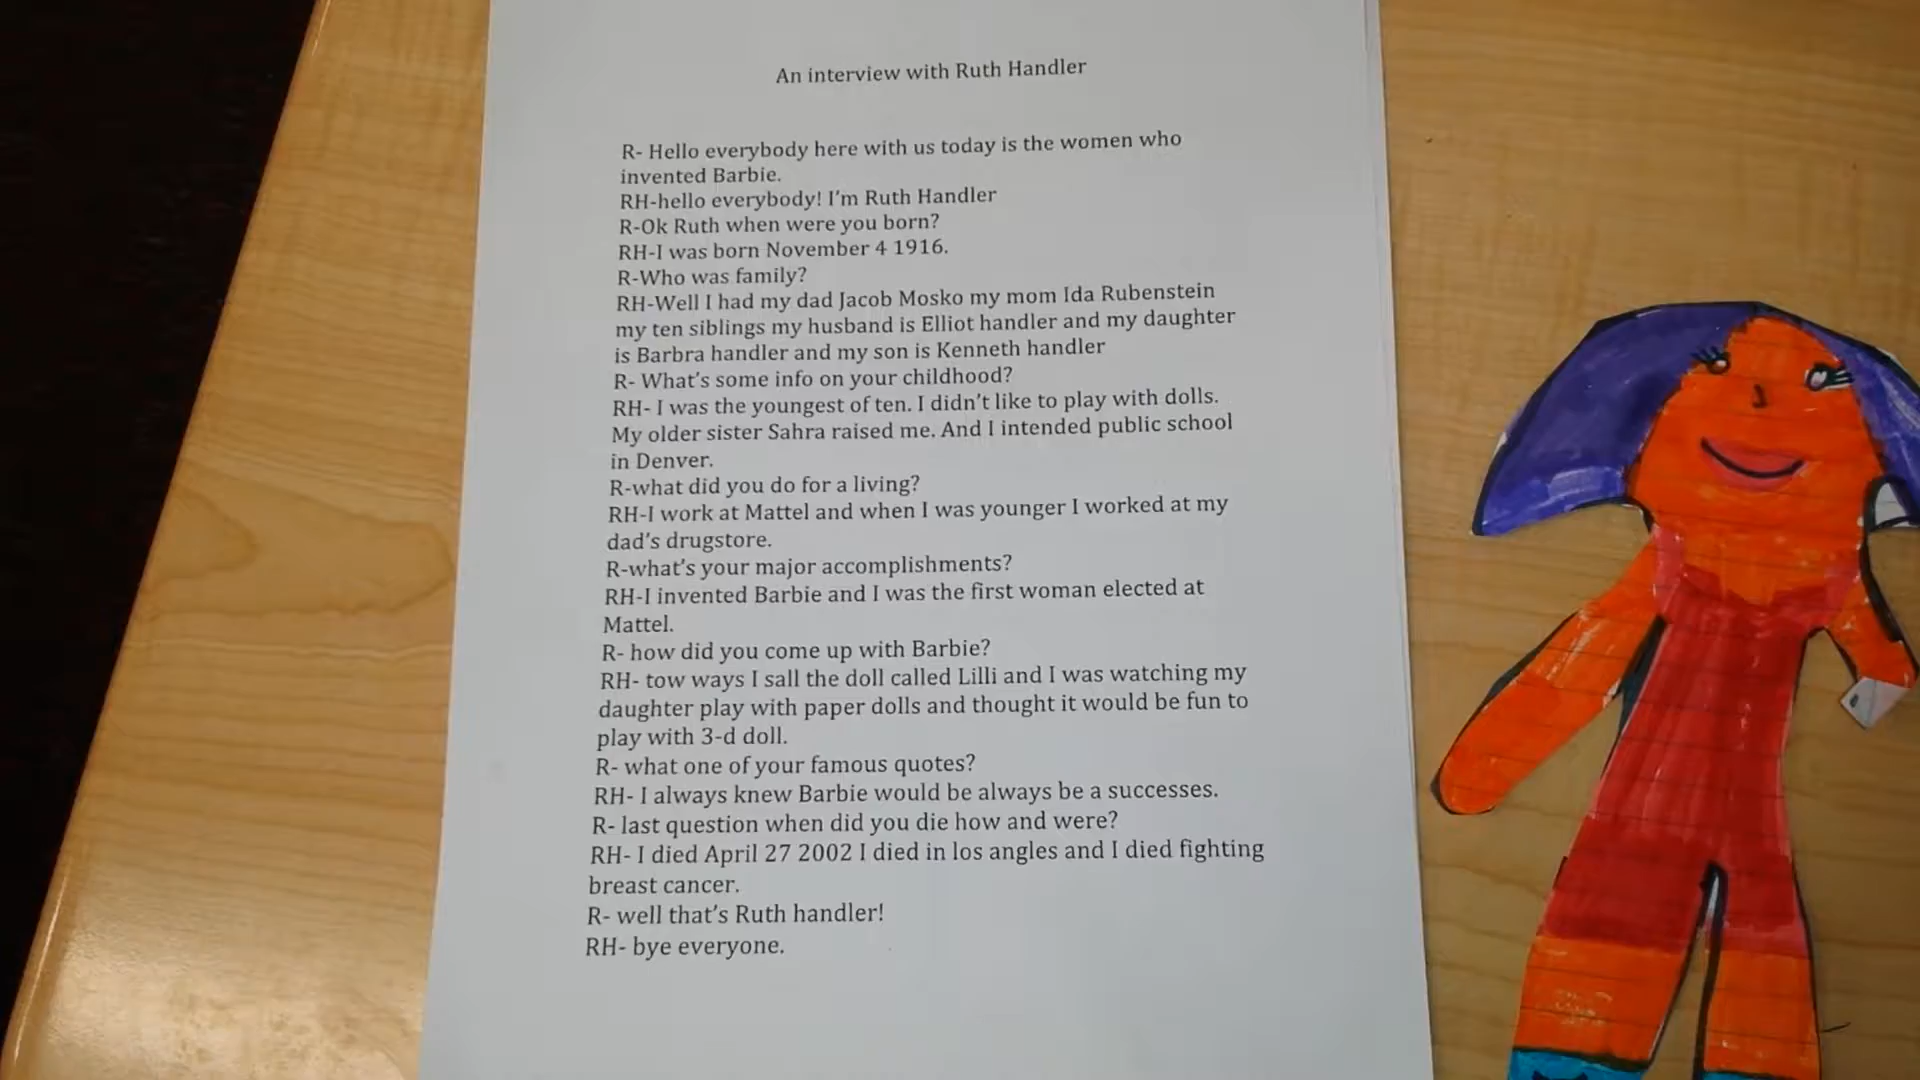 An interview with Ruth Handler
R- Hello everybody here with us today is the women who
invented Barbie.
RH-hello everybody! I'm Ruth Handler
R-Ok Ruth when were you born?
RH-I was born November 4 1916.
R-Who was family?
RH-Well I had my dad Jacob Mosko my mom Ida Rubenstein
my ten siblings my husband is Elliot handler and my daughter
is Barbra handler and my son is Kenneth handler
R- What's some info on your childhood?
RH- I was the youngest of ten. I didn't like to play with dolls.
My older sister Sahra raised me. And I intended public school
in Denver.
R-what did you do for a living?
RH-I work at Mattel and when I was younger I worked at my
dad's drugstore.
R-what's your major accomplishments?
RH-I invented Barbie and I was the first woman elected at
Mattel.
R- how did you come up with Barbie?
RH- tow ways I sall the doll called Lilli and I was watching my
daughter play with paper dolls and thought it would be fun to
play with 3-d doll.
R- what one of your famous quotes?
RH- I always knew Barbie would be always be a successes.
R- last question when did you die how and were?
RH- I died April 27 2002 I died in los angles and I died fighting
breast cancer.
R- well that's Ruth handler!
RH- bye everyone.